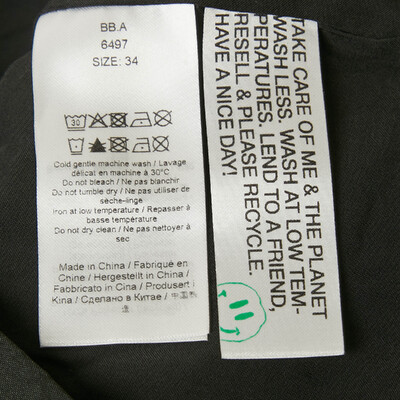 BB.A
6497
SIZE: 34
Cold gentle machine wash / Lavage
délicat en machine à 30°C
Do not bleach / Ne pas blanchir
Do not tumble dry / Ne pas utiliser de
sèche-linge
Iron at low temperature / Repasser à
basse température
Do not dry clean / Ne pas nettoyer à
sec
Made in China / Fabriqué en
Chine / Hergestellt in China /
Fabbricato in Cina / Produsert i
Kina / Сделано в Китае / 中国制
造
TAKE CARE OF ME & THE PLANET
WASH LESS. WASH AT LOW TEM-
PERATURES. LEND TO A FRIEND,
RESELL & PLEASE RECYCLE.
HAVE A NICE DAY!